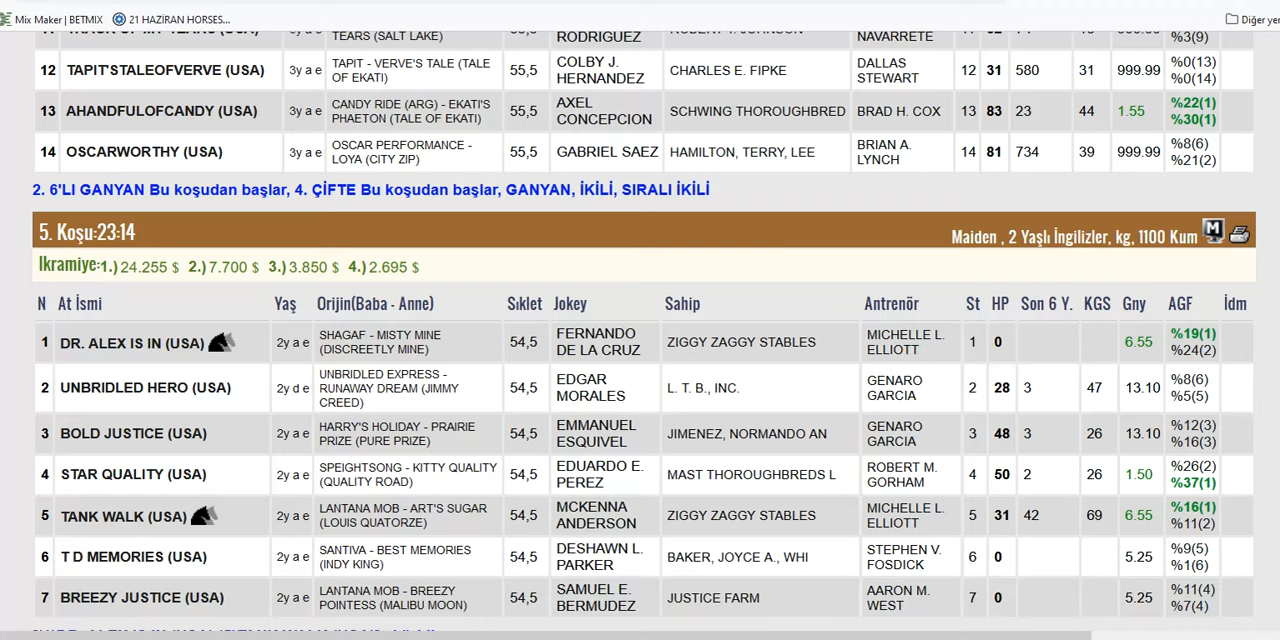 Mix Maker | BETMIX 21 HAZİRAN HORSES... Diğer yer
TEARS (SALT LAKE) RODRIGUEZ NAVARRETE %3(9)
12 TAPIT'STALEOFVERVE (USA) 3y a e TAPIT - VERVE'S TALE (TALE OF EKATI) 55,5 COLBY J. HERNANDEZ CHARLES E. FIPKE DALLAS STEWART 12 31 580 31 999.99 %0(13) %0(14)
13 AHANDFULOFCANDY (USA) 3y a e CANDY RIDE (ARG) - EKATI'S PHAETON (TALE OF EKATI) 55,5 AXEL CONCEPCION SCHWING THOROUGHBRED BRAD H. COX 13 83 23 44 1.55 %22(1) %30(1)
14 OSCARWORTHY (USA) 3y a e OSCAR PERFORMANCE - LOYA (CITY ZIP) 55,5 GABRIEL SAEZ HAMILTON, TERRY, LEE BRIAN A. LYNCH 14 81 734 39 999.99 %8(6) %21(2)
2. 6'LI GANYAN Bu koşudan başlar, 4. ÇİFTE Bu koşudan başlar, GANYAN, İKİLİ, SIRALI İKİLİ
5. Koşu:23:14 Maiden , 2 Yaşlı İngilizler, kg, 1100 Kum
Ikramiye:1.) 24.255 $ 2.) 7.700 $ 3.) 3.850 $ 4.) 2.695 $
N At İsmi Yaş Orijin(Baba - Anne) Sıklet Jokey Sahip Antrenör St HP Son 6 Y. KGS Gny AGF İdm
1 DR. ALEX IS IN (USA) 2y a e SHAGAF - MISTY MINE (DISCREETLY MINE) 54,5 FERNANDO DE LA CRUZ ZIGGY ZAGGY STABLES MICHELLE L. ELLIOTT 1 0 6.55 %19(1) %24(2)
2 UNBRIDLED HERO (USA) 2y d e UNBRIDLED EXPRESS - RUNAWAY DREAM (JIMMY CREED) 54,5 EDGAR MORALES L. T. B., INC. GENARO GARCIA 2 28 3 47 13.10 %8(6) %5(5)
3 BOLD JUSTICE (USA) 2y a e HARRY'S HOLIDAY - PRAIRIE PRIZE (PURE PRIZE) 54,5 EMMANUEL ESQUIVEL JIMENEZ, NORMANDO AN GENARO GARCIA 3 48 3 26 13.10 %12(3) %16(3)
4 STAR QUALITY (USA) 2y a e SPEIGHTSONG - KITTY QUALITY (QUALITY ROAD) 54,5 EDUARDO E. PEREZ MAST THOROUGHBREDS L ROBERT M. GORHAM 4 50 2 26 1.50 %26(2) %37(1)
5 TANK WALK (USA) 2y a e LANTANA MOB - ART'S SUGAR (LOUIS QUATORZE) 54,5 MCKENNA ANDERSON ZIGGY ZAGGY STABLES MICHELLE L. ELLIOTT 5 31 42 69 6.55 %16(1) %11(2)
6 T D MEMORIES (USA) 2y a e SANTIVA - BEST MEMORIES (INDY KING) 54,5 DESHAWN L. PARKER BAKER, JOYCE A., WHI STEPHEN V. FOSDICK 6 0 5.25 %9(5) %1(6)
7 BREEZY JUSTICE (USA) 2y a e LANTANA MOB - BREEZY POINTESS (MALIBU MOON) 54,5 SAMUEL E. BERMUDEZ JUSTICE FARM AARON M. WEST 7 0 5.25 %11(4) %7(4)